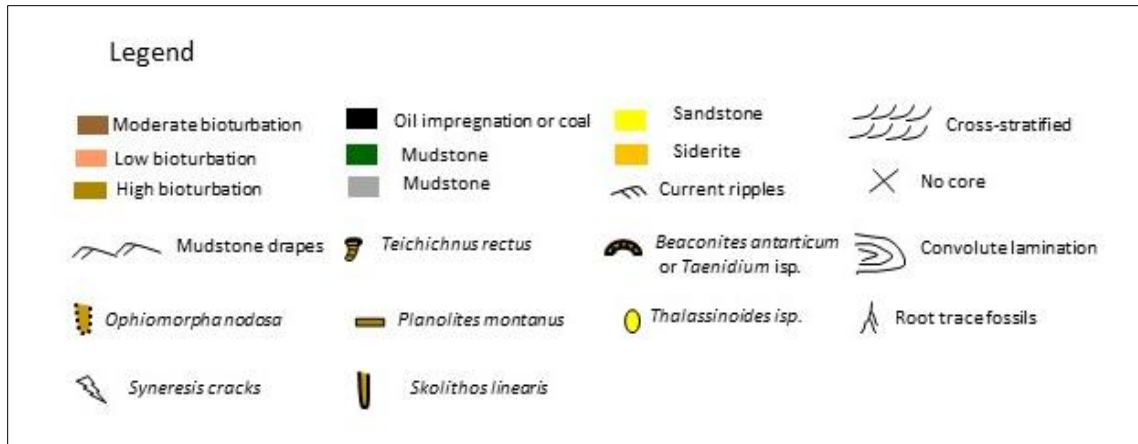 Legend
Moderate bioturbation
Low bioturbation
High bioturbation
Oil impregnation or coal
Mudstone
Mudstone
Sandstone
Siderite
Current ripples
Cross-stratified
No core
Mudstone drapes
Teichichnus rectus
Beaconites antarticum
or Taenidium isp.
Convolute lamination
Ophiomorpha nodosa
Planolites montanus
Thalassinoides isp.
Root trace fossils
Syneresis cracks
Skolithos linearis